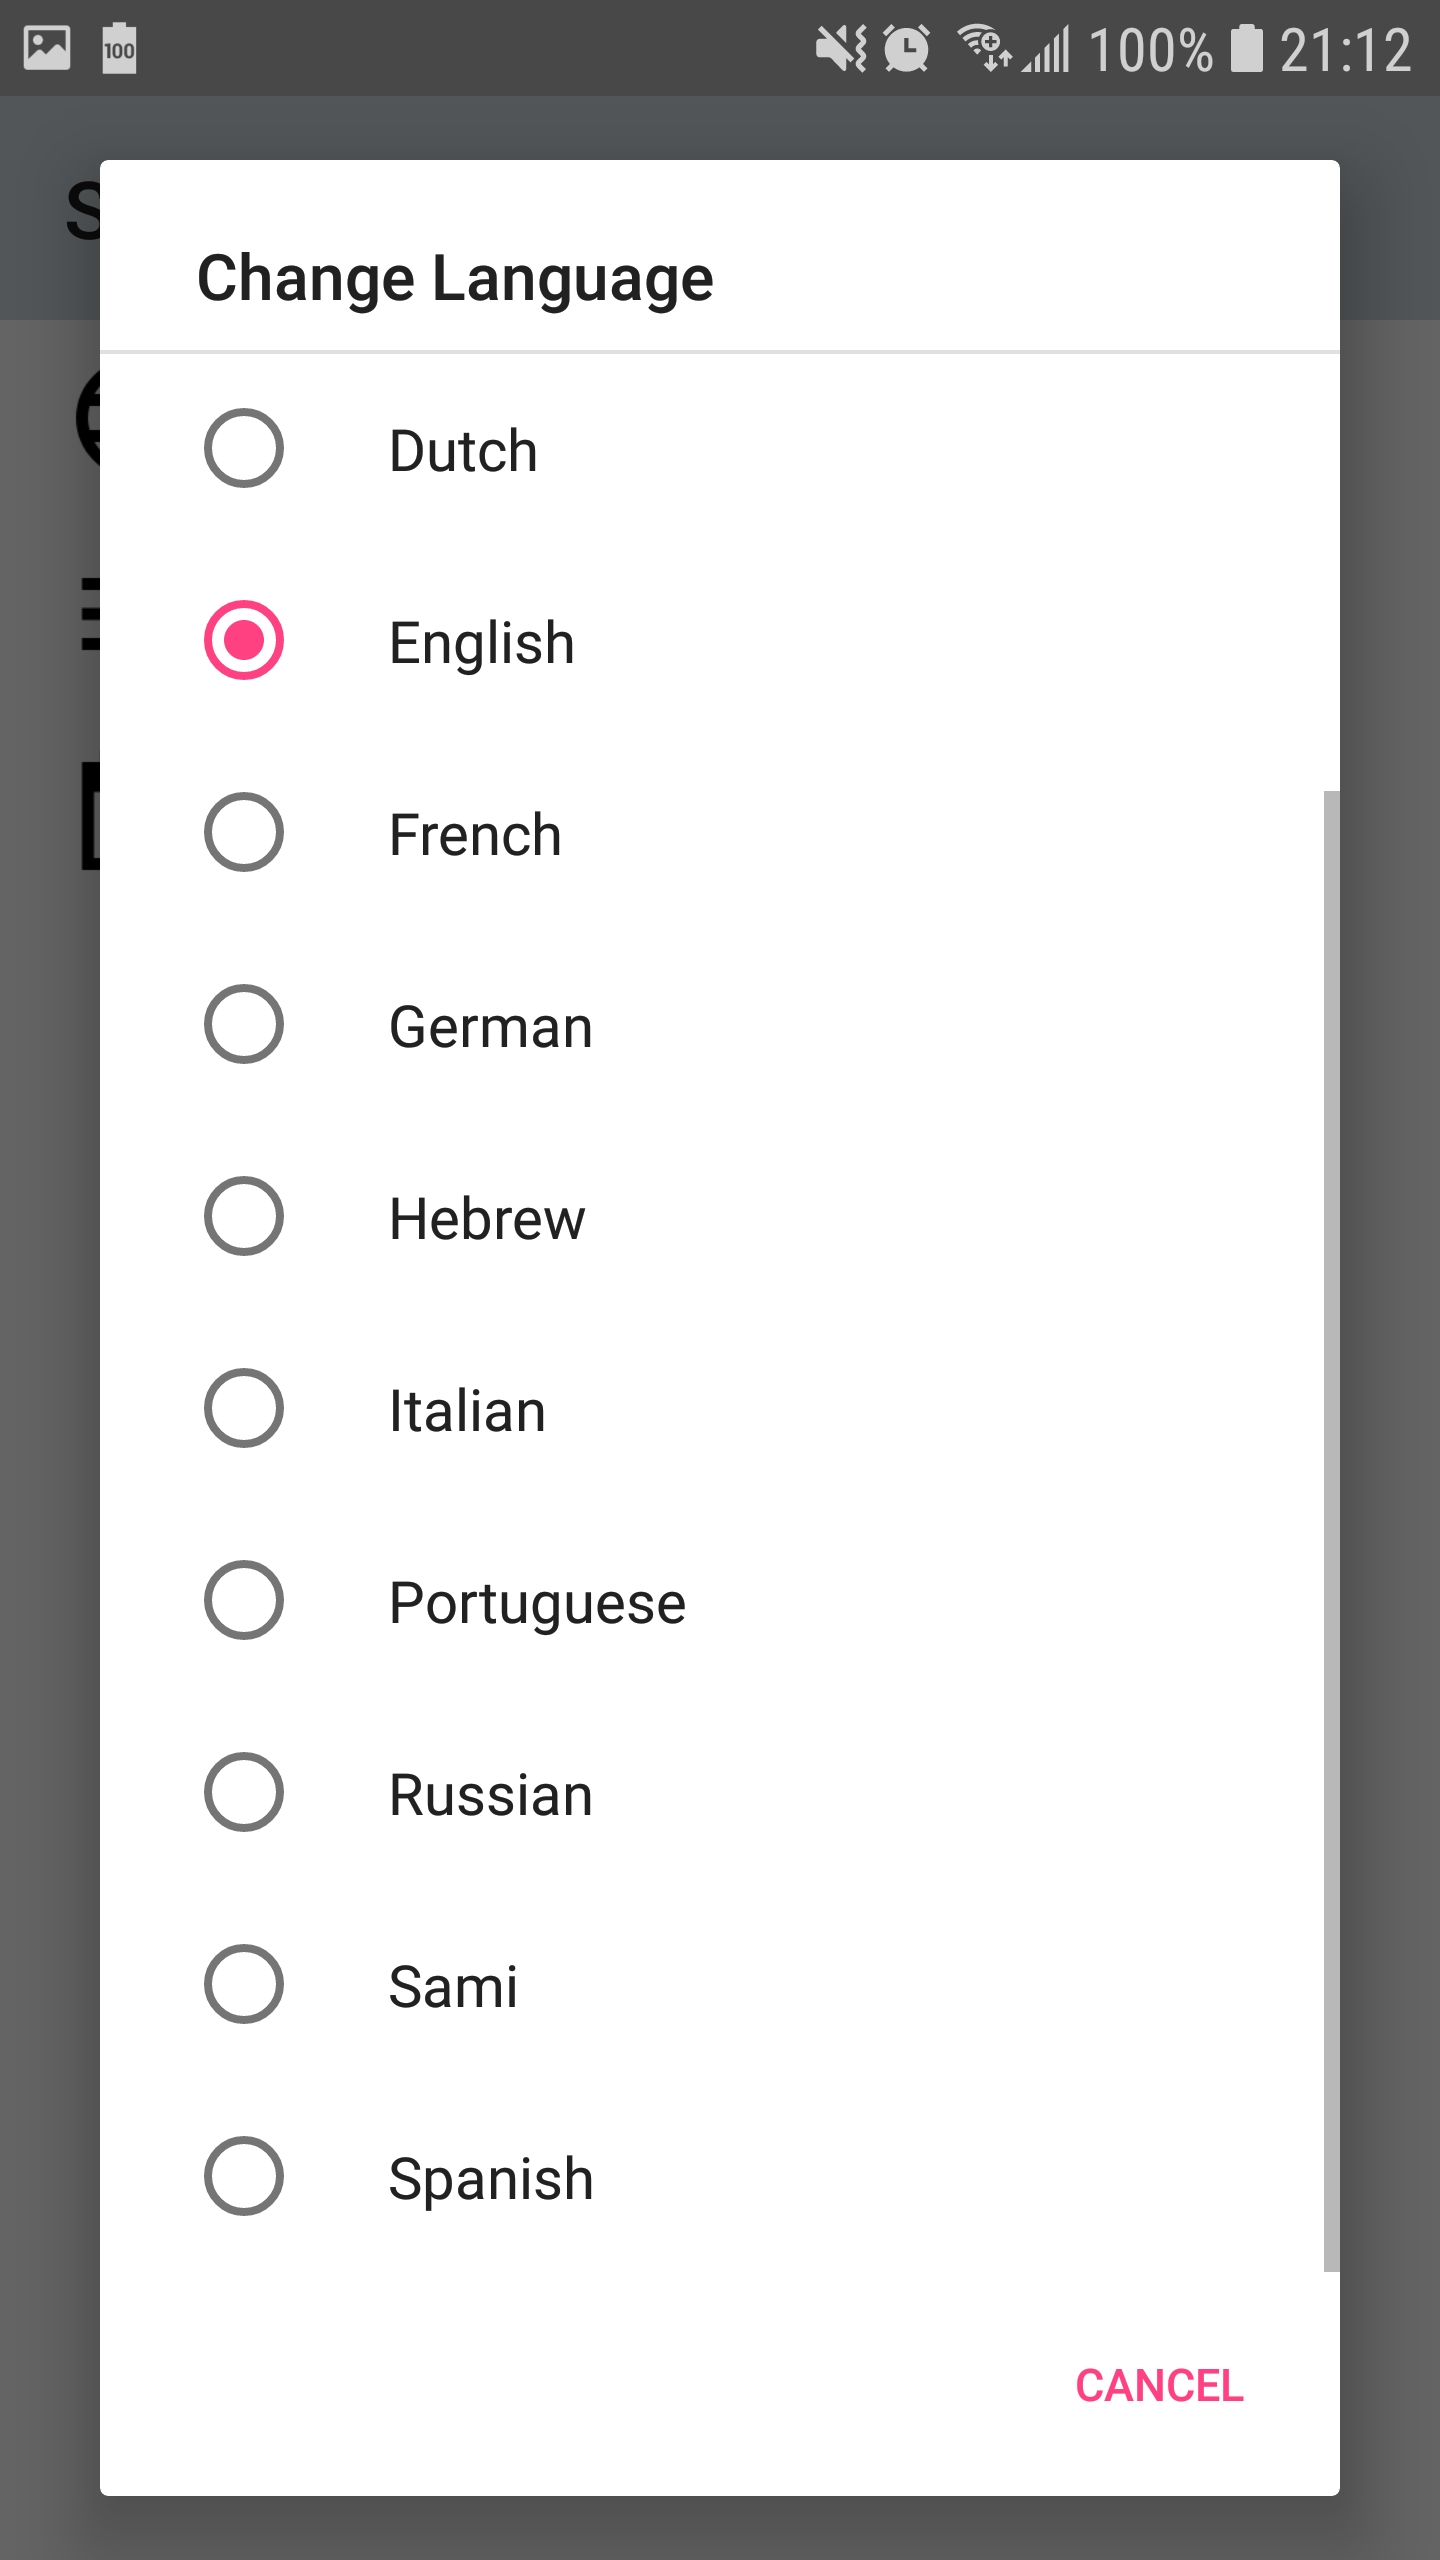 100 100% 21:12
S
Change Language
Dutch
English
French
German
Hebrew
Italian
Portuguese
Russian
Sami
Spanish
CANCEL